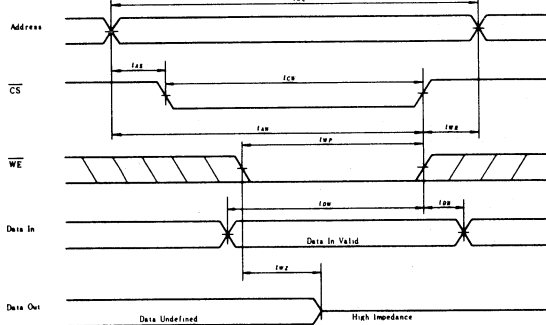 Address
tAS
CS
tCW
tAW
tWR
tWP
WE
tDW
tDH
Data In
Data In Valid
tWZ
Data Out
Data Undefined
High Impedance